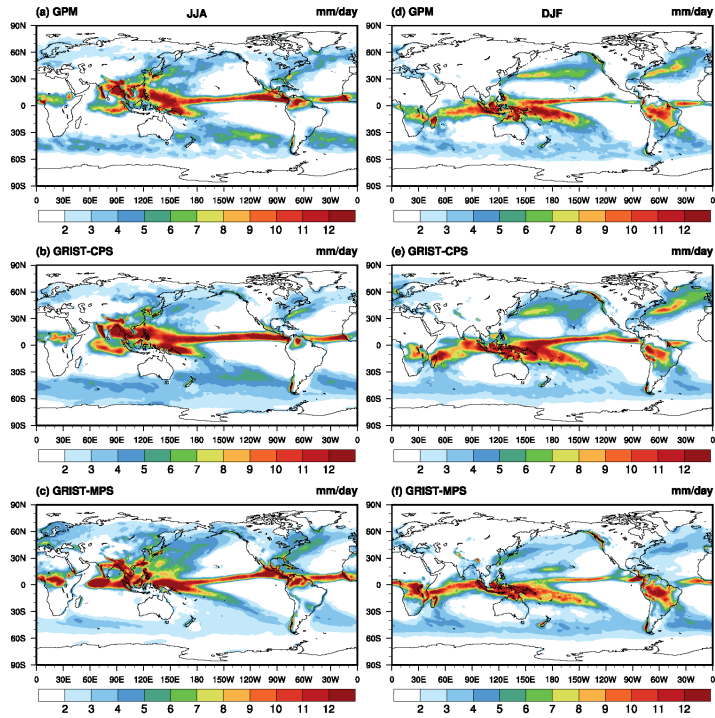 (a) GPM JJA mm/day
90N
60N
30N
0
30S
60S
90S
0 30E 60E 90E 120E 150E 180 150W 120W 90W 60W 30W 0
2 3 4 5 6 7 8 9 10 11 12
(d) GPM DJF mm/day
90N
60N
30N
0
30S
60S
90S
0 30E 60E 90E 120E 150E 180 150W 120W 90W 60W 30W 0
2 3 4 5 6 7 8 9 10 11 12
(b) GRIST-CPS mm/day
90N
60N
30N
0
30S
60S
90S
0 30E 60E 90E 120E 150E 180 150W 120W 90W 60W 30W 0
2 3 4 5 6 7 8 9 10 11 12
(e) GRIST-CPS mm/day
90N
60N
30N
0
30S
60S
90S
0 30E 60E 90E 120E 150E 180 150W 120W 90W 60W 30W 0
2 3 4 5 6 7 8 9 10 11 12
(c) GRIST-MPS mm/day
90N
60N
30N
0
30S
60S
90S
0 30E 60E 90E 120E 150E 180 150W 120W 90W 60W 30W 0
2 3 4 5 6 7 8 9 10 11 12
(f) GRIST-MPS mm/day
90N
60N
30N
0
30S
60S
90S
0 30E 60E 90E 120E 150E 180 150W 120W 90W 60W 30W 0
2 3 4 5 6 7 8 9 10 11 12